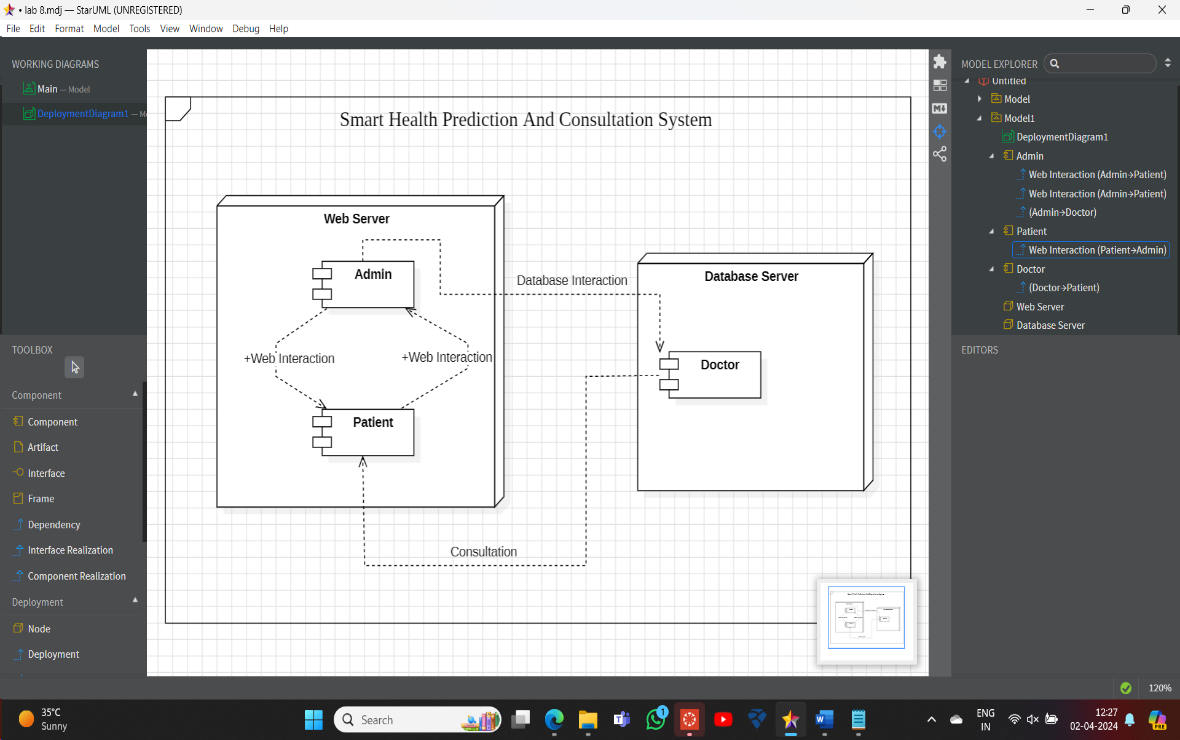 • lab 8.mdj — StarUML (UNREGISTERED)
File Edit Format Model Tools View Window Debug Help
WORKING DIAGRAMS
Main — Model
DeploymentDiagram1 — Mo
TOOLBOX
Component
Component
Artifact
Interface
Frame
Dependency
Interface Realization
Component Realization
Deployment
Node
Deployment
Smart Health Prediction And Consultation System
Web Server
Admin
+Web Interaction
+Web Interaction
Patient
Database Interaction
Database Server
Doctor
Consultation
MODEL EXPLORER
Untitled
Model
Model1
DeploymentDiagram1
Admin
Web Interaction (Admin→Patient)
Web Interaction (Admin→Patient)
(Admin→Doctor)
Patient
Web Interaction (Patient→Admin)
Doctor
(Doctor→Patient)
Web Server
Database Server
EDITORS
120%
35°C
Sunny
Search
1
ENG
IN
12:27
02-04-2024